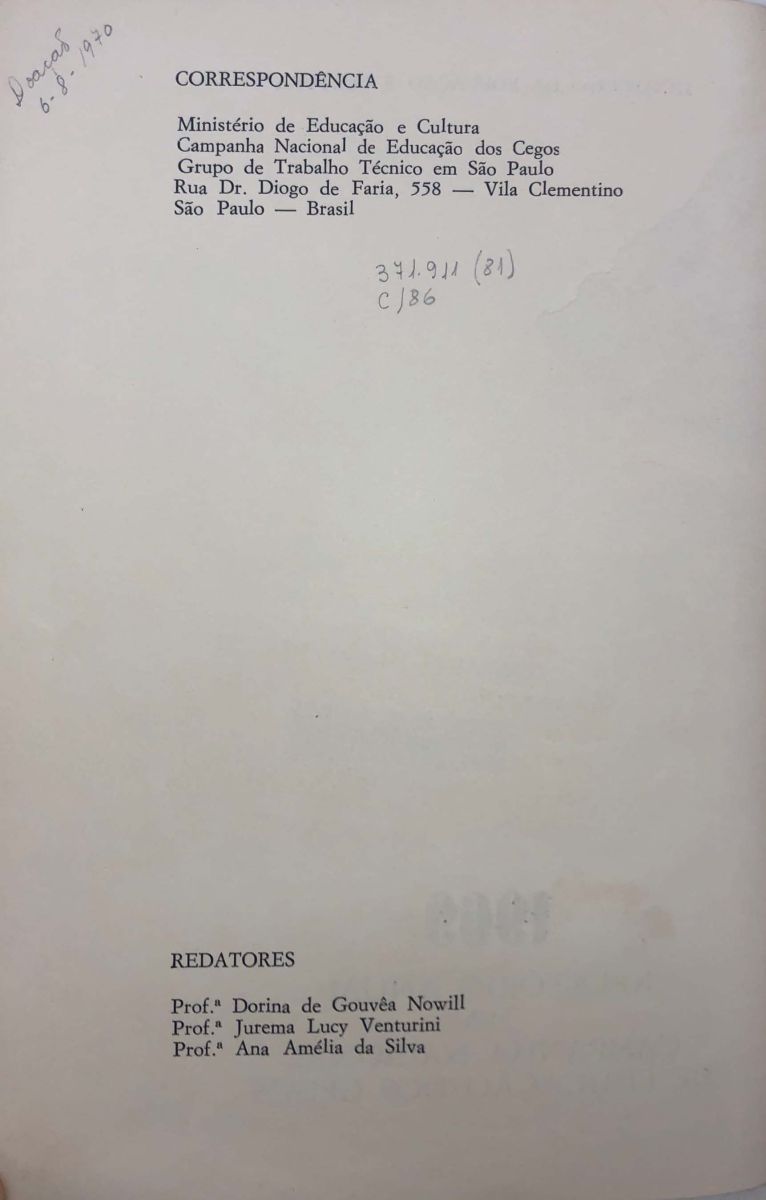 Doacaõ
6-8-1970
CORRESPONDÊNCIA
Ministério de Educação e Cultura
Campanha Nacional de Educação dos Cegos
Grupo de Trabalho Técnico em São Paulo
Rua Dr. Diogo de Faria, 558 — Vila Clementino
São Paulo — Brasil
371.911 (81)
C186
REDATORES
Prof.ª Dorina de Gouvêa Nowill
Prof.ª Jurema Lucy Venturini
Prof.ª Ana Amélia da Silva